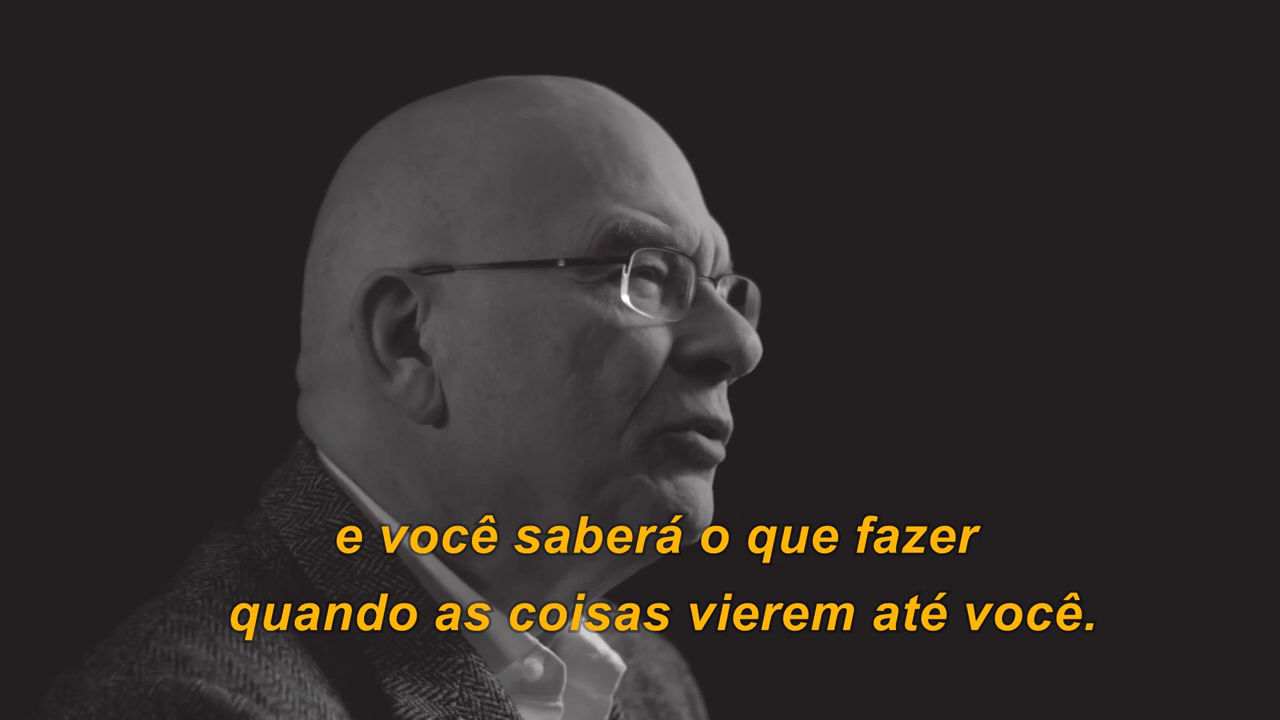 e você saberá o que fazer
quando as coisas vierem até você.